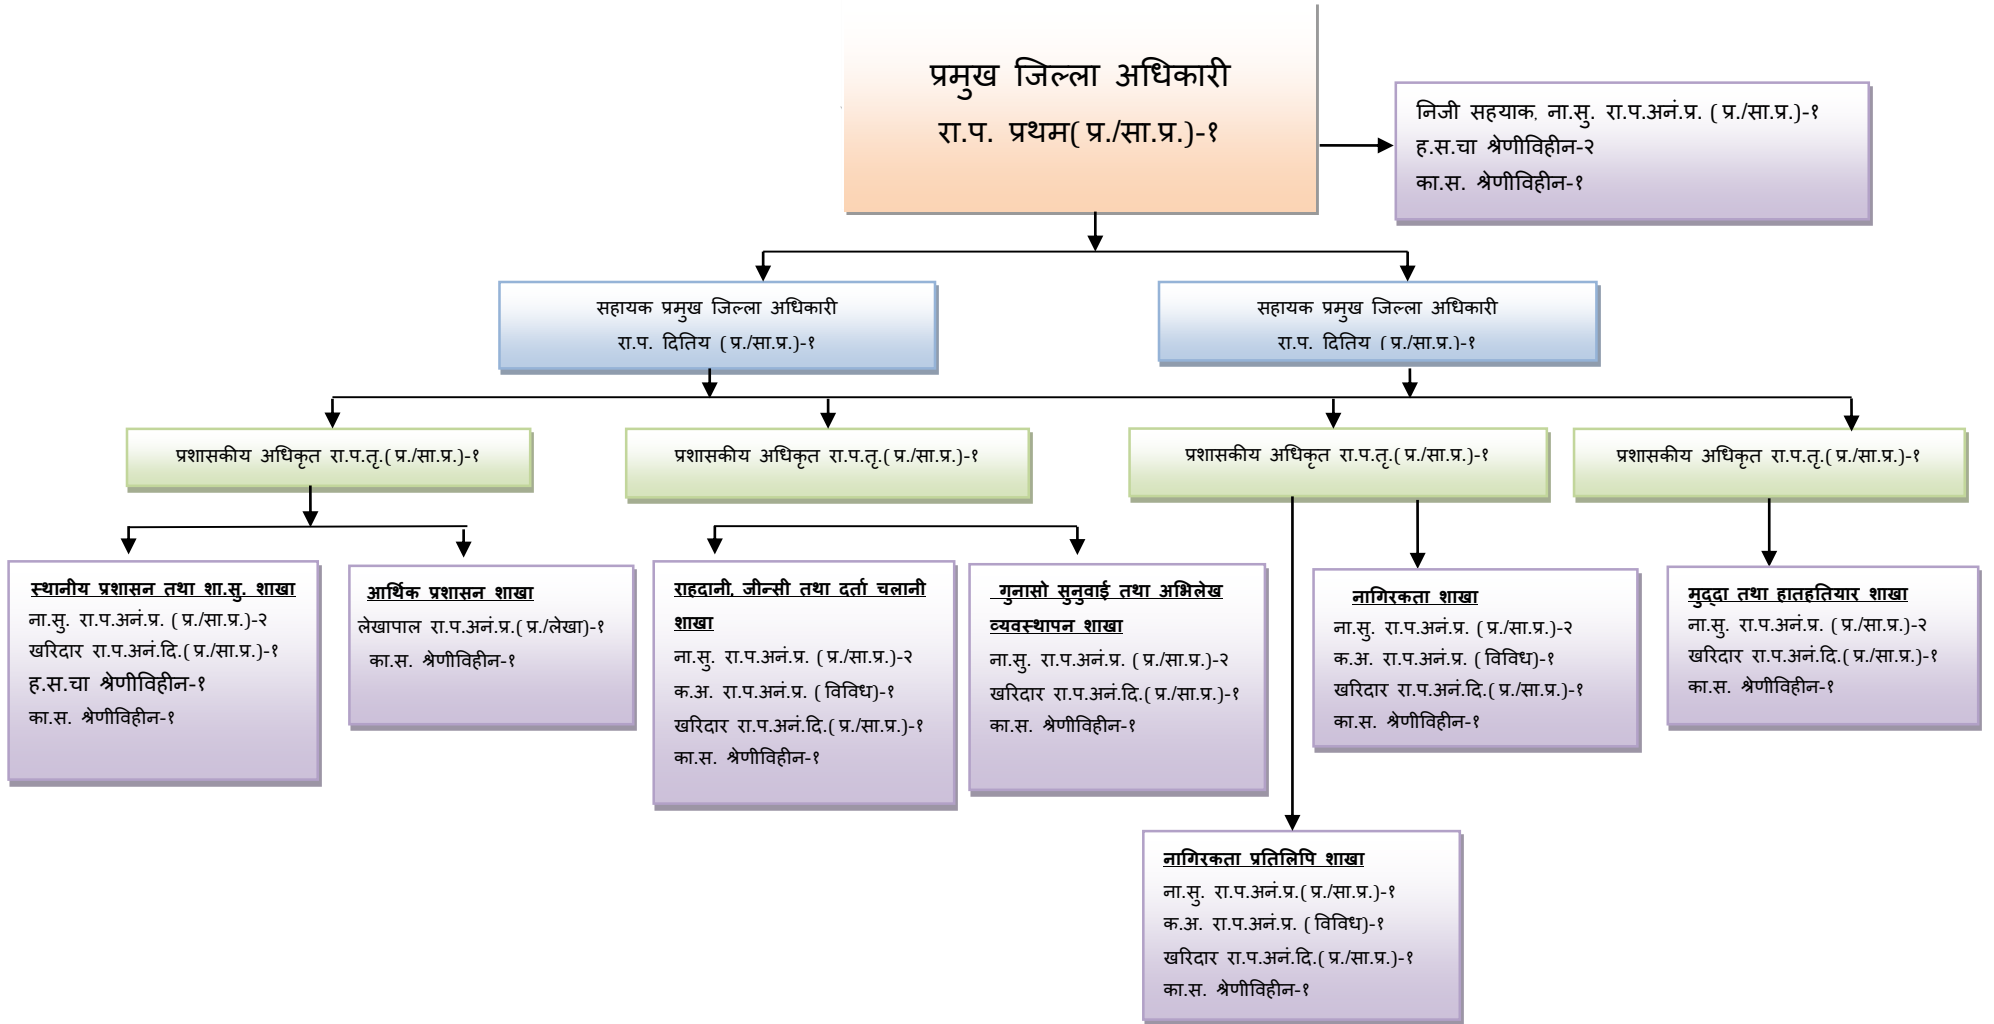 प्रमुख जिल्ला अधिकारी
रा.प. प्रथम(प्र./सा.प्र.)-१
निजी सहयाक, ना.सु. रा.प.अनं.प्र. (प्र./सा.प्र.)-१
ह.स.चा श्रेणीविहीन-२
का.स. श्रेणीविहीन-१
सहायक प्रमुख जिल्ला अधिकारी
रा.प. दितिय (प्र./सा.प्र.)-१
सहायक प्रमुख जिल्ला अधिकारी
रा.प. दितिय (प्र./सा.प्र.)-१
प्रशासकीय अधिकृत रा.प.तृ.(प्र./सा.प्र.)-१
प्रशासकीय अधिकृत रा.प.तृ.(प्र./सा.प्र.)-१
प्रशासकीय अधिकृत रा.प.तृ.(प्र./सा.प्र.)-१
प्रशासकीय अधिकृत रा.प.तृ.(प्र./सा.प्र.)-१
स्थानीय प्रशासन तथा शा.सु. शाखा
ना.सु. रा.प.अनं.प्र. (प्र./सा.प्र.)-२
खरिदार रा.प.अनं.दि.(प्र./सा.प्र.)-१
ह.स.चा श्रेणीविहीन-१
का.स. श्रेणीविहीन-१
आर्थिक प्रशासन शाखा
लेखापाल रा.प.अनं.प्र.(प्र./लेखा)-१
का.स. श्रेणीविहीन-१
राहदानी, जीन्सी तथा दर्ता चलानी
शाखा
ना.सु. रा.प.अनं.प्र. (प्र./सा.प्र.)-२
क.अ. रा.प.अनं.प्र. (विविध)-१
खरिदार रा.प.अनं.दि.(प्र./सा.प्र.)-१
का.स. श्रेणीविहीन-१
गुनासो सुनुवाई तथा अभिलेख
व्यवस्थापन शाखा
ना.सु. रा.प.अनं.प्र. (प्र./सा.प्र.)-२
खरिदार रा.प.अनं.दि.(प्र./सा.प्र.)-१
का.स. श्रेणीविहीन-१
नागिरकता शाखा
ना.सु. रा.प.अनं.प्र. (प्र./सा.प्र.)-२
क.अ. रा.प.अनं.प्र. (विविध)-१
खरिदार रा.प.अनं.दि.(प्र./सा.प्र.)-१
का.स. श्रेणीविहीन-१
मुद्दा तथा हातहतियार शाखा
ना.सु. रा.प.अनं.प्र. (प्र./सा.प्र.)-२
खरिदार रा.प.अनं.दि.(प्र./सा.प्र.)-१
का.स. श्रेणीविहीन-१
नागिरकता प्रतिलिपि शाखा
ना.सु. रा.प.अनं.प्र.(प्र./सा.प्र.)-१
क.अ. रा.प.अनं.प्र. (विविध)-१
खरिदार रा.प.अनं.दि.(प्र./सा.प्र.)-१
का.स. श्रेणीविहीन-१